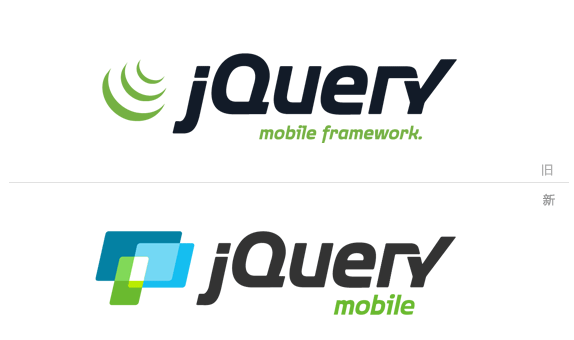 jQuery
mobile framework.
旧
新
jQuery
mobile